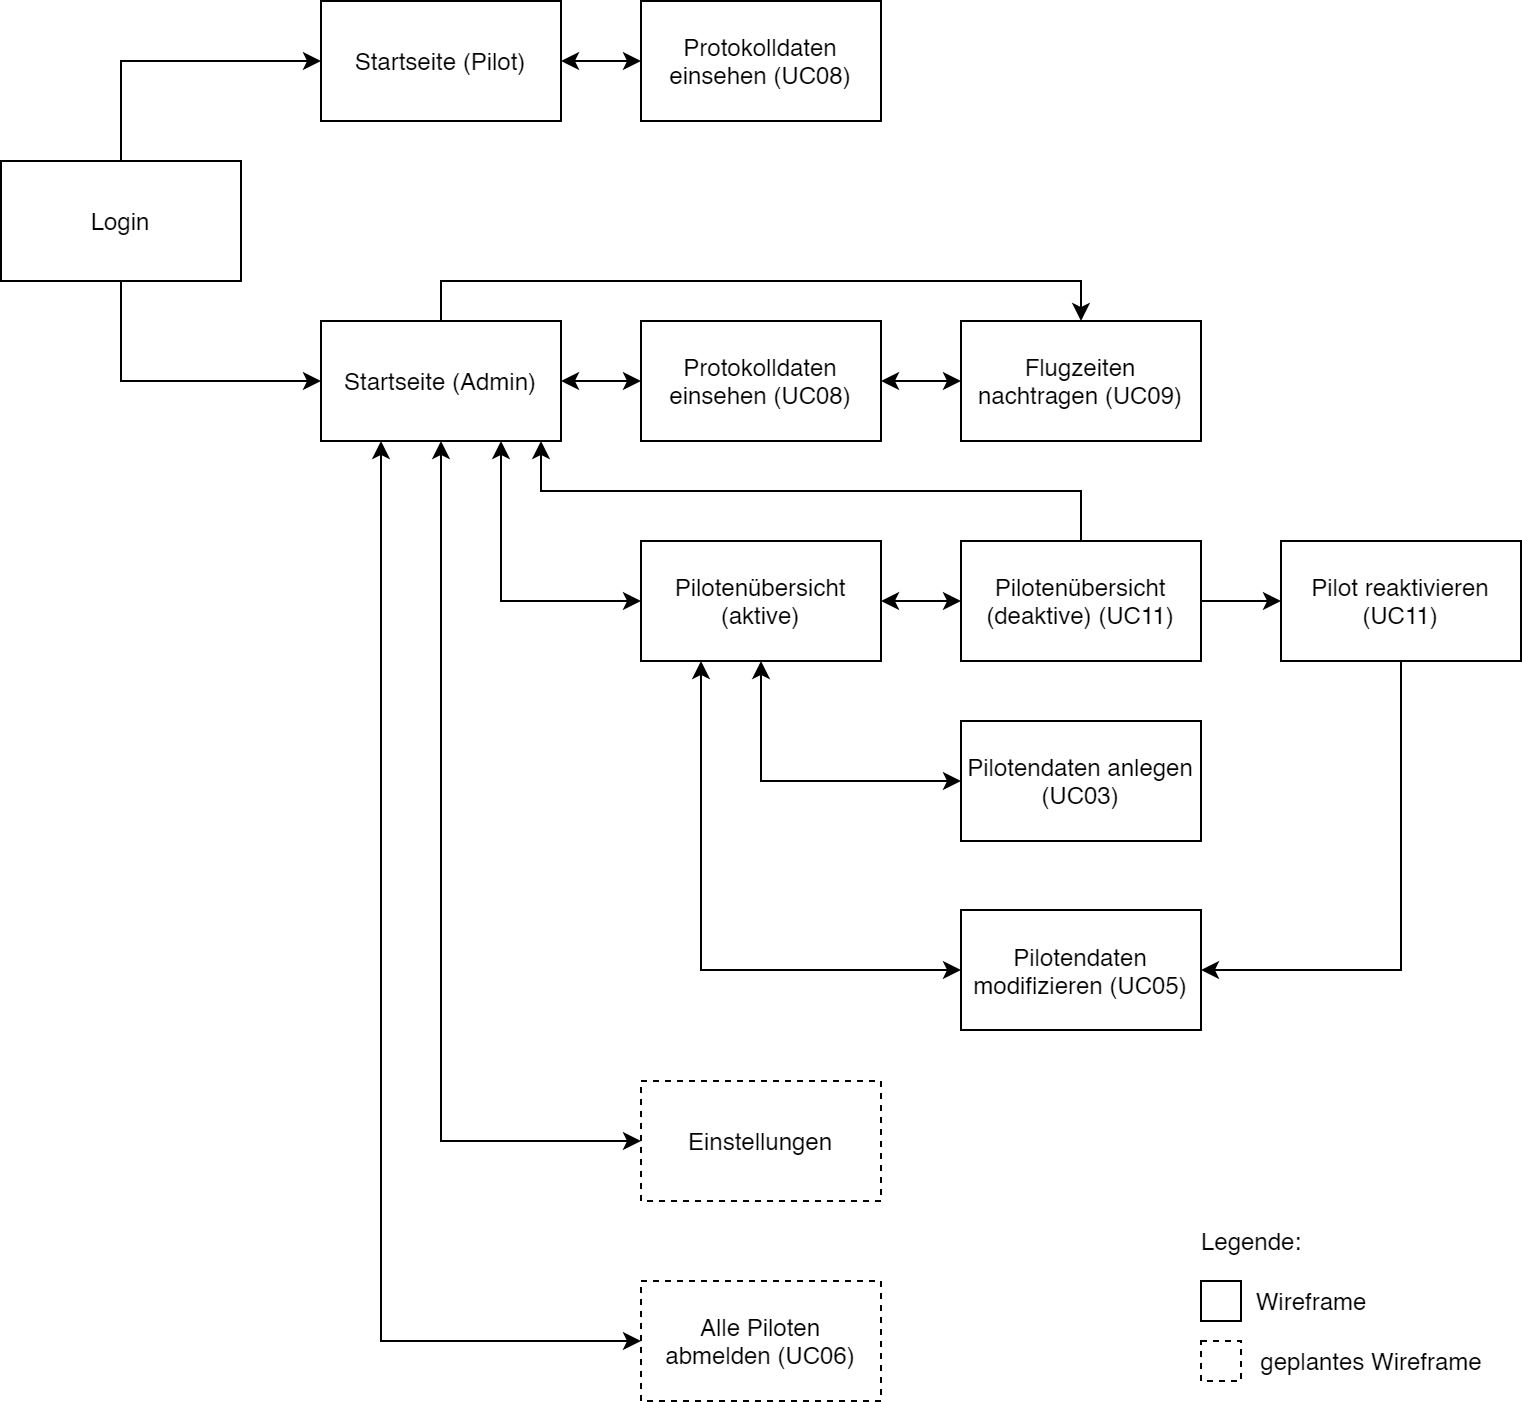 Startseite (Pilot)
Protokolldaten
einsehen (UC08)
Login
Startseite (Admin)
Protokolldaten
einsehen (UC08)
Flugzeiten
nachtragen (UC09)
Pilotenübersicht
(aktive)
Pilotenübersicht
(deaktive) (UC11)
Pilot reaktivieren
(UC11)
Pilotendaten anlegen
(UC03)
Pilotendaten
modifizieren (UC05)
Einstellungen
Alle Piloten
abmelden (UC06)
Legende:
Wireframe
geplantes Wireframe